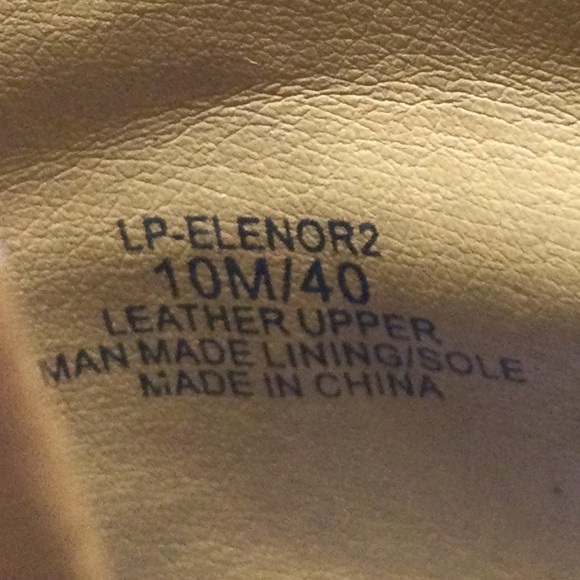 LP-ELENOR2
10M/40
LEATHER UPPER
MAN MADE LINING/SOLE
MADE IN CHINA